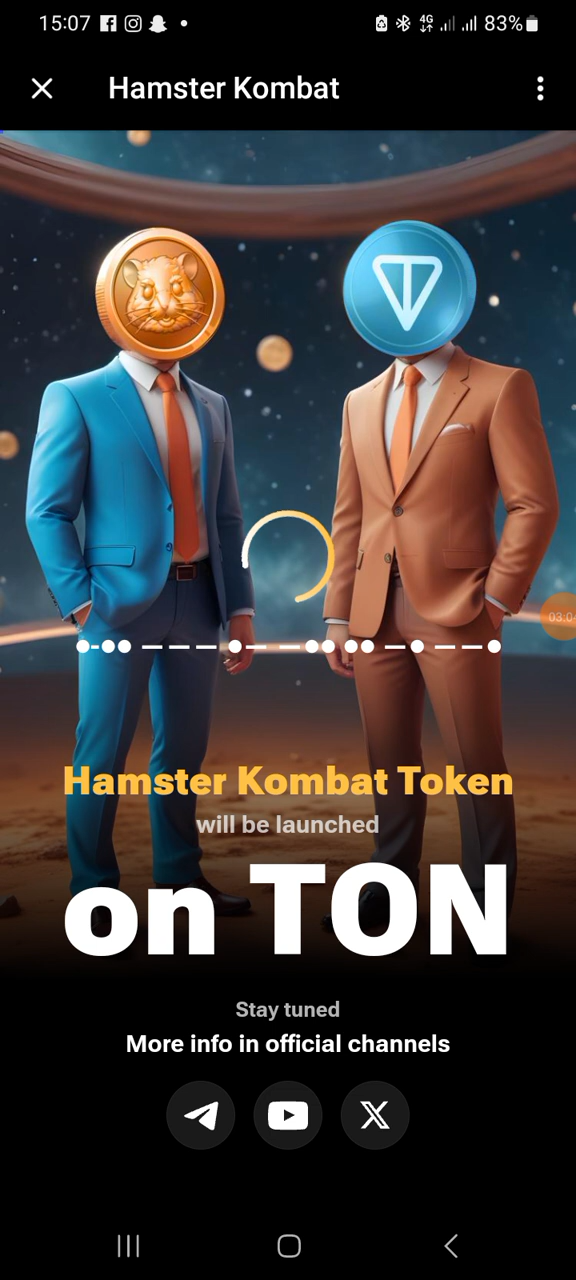 15:07
4G
83%
Hamster Kombat
Hamster Kombat Token
will be launched
on TON
Stay tuned
More info in official channels